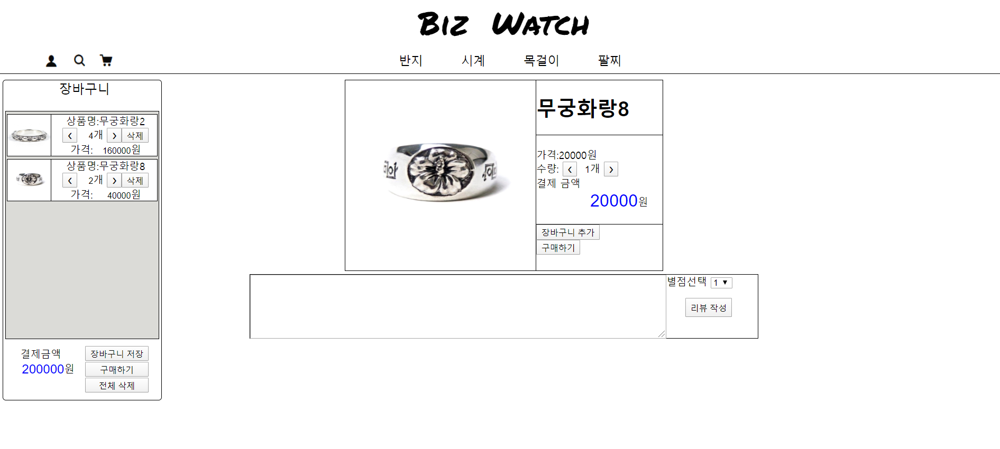 Biz Watch
반지 시계 목걸이 팔찌
장바구니
상품명:무궁화랑2
‹ 4개 › 삭제
가격: 160000원
상품명:무궁화랑8
‹ 2개 › 삭제
가격: 40000원
결제금액
200000원
장바구니 저장
구매하기
전체 삭제
무궁화랑8
가격:20000원
수량: ‹ 1개 ›
결제 금액
20000원
장바구니 추가
구매하기
별점선택 1
리뷰 작성